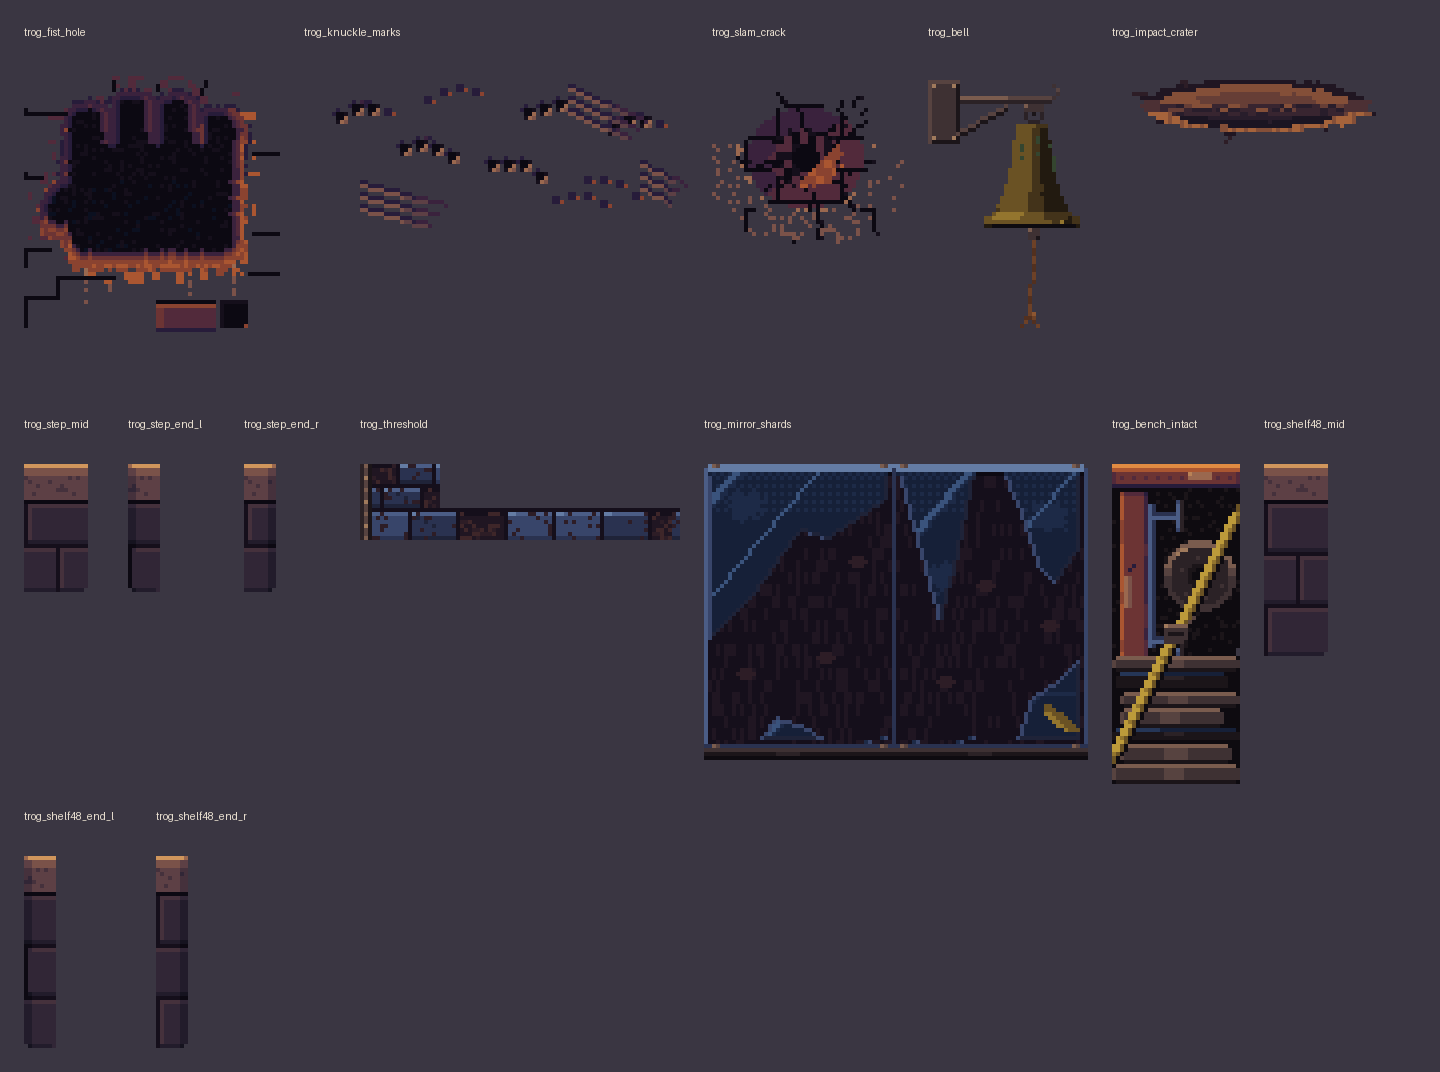 trog_fist_hole
trog_knuckle_marks
trog_slam_crack
trog_bell
trog_impact_crater
trog_step_mid
trog_step_end_l
trog_step_end_r
trog_threshold
trog_mirror_shards
trog_bench_intact
trog_shelf48_mid
trog_shelf48_end_l
trog_shelf48_end_r